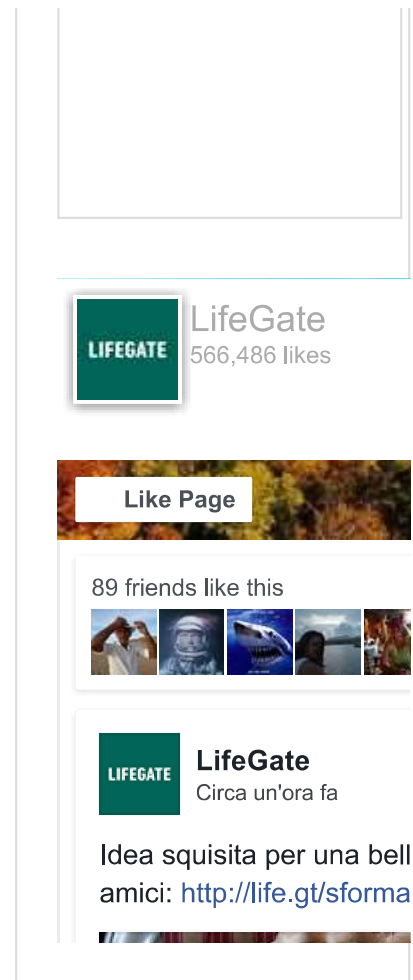 LIFEGATE
LifeGate
566,486 likes
Like Page
89 friends like this
LIFEGATE
LifeGate
Circa un'ora fa
Idea squisita per una bell
amici: http://life.gt/sforma